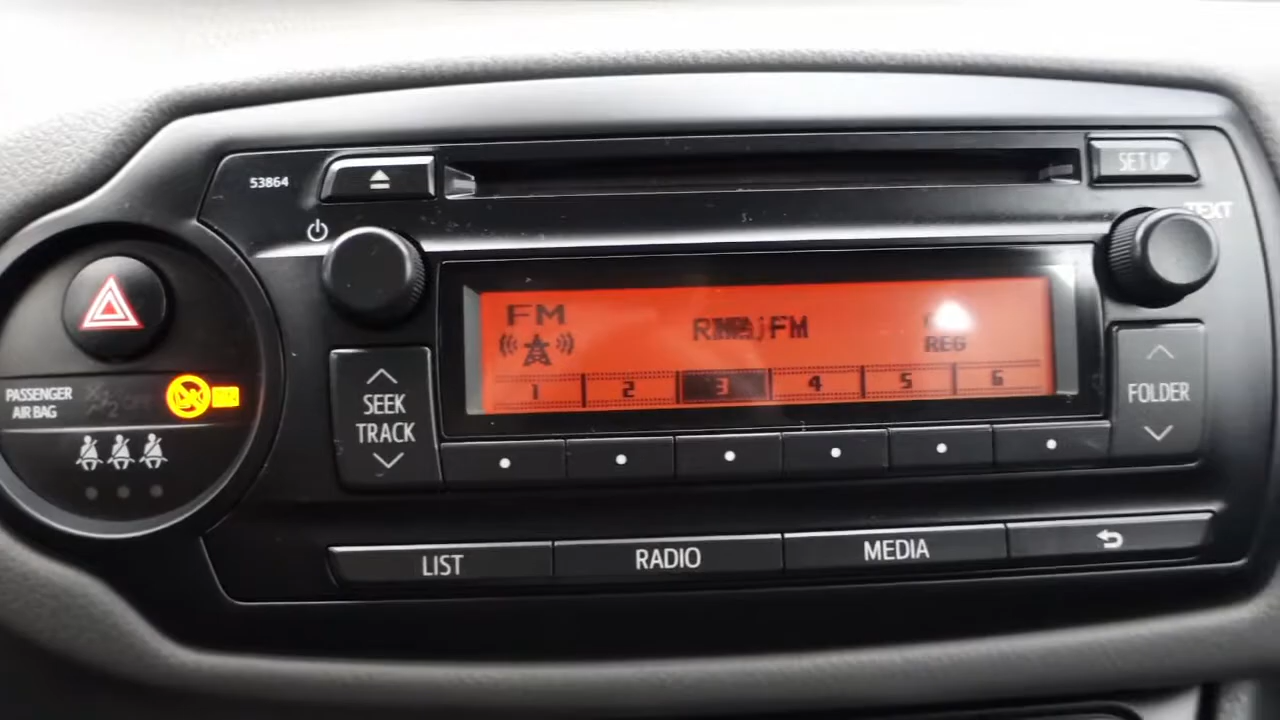 53864
SET UP
TEXT
FM
FM
REG
1 2 3 4 5 6
PASSENGER
AIR BAG
SEEK
TRACK
FOLDER
LIST
RADIO
MEDIA